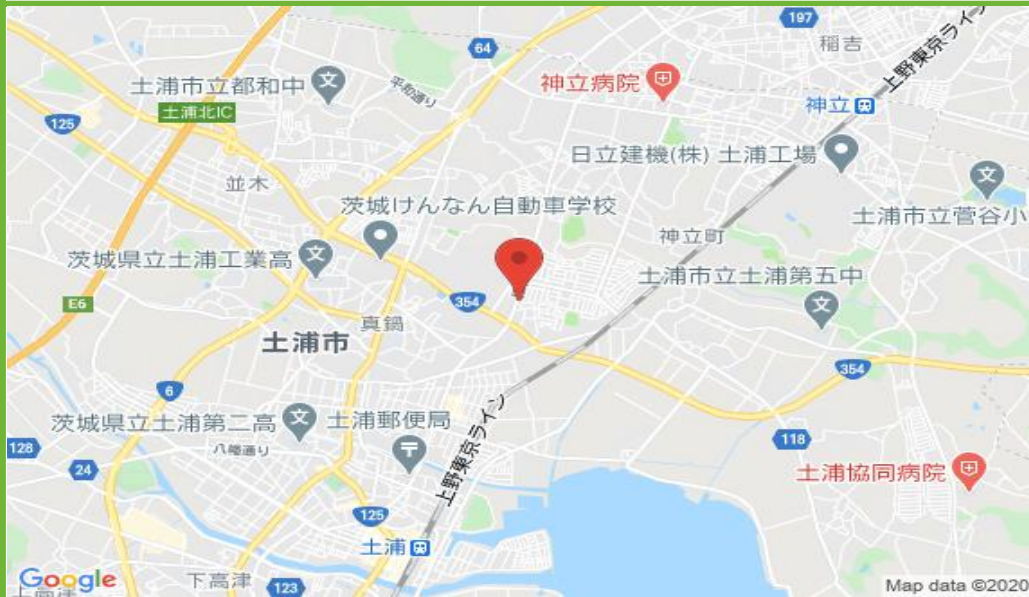 197
稲吉
上野東京ライン
64
神立病院
土浦市立都和中
平和通り
神立
土浦北IC
125
日立建機(株) 土浦工場
並木
茨城けんなん自動車学校
土浦市立菅谷小
神立町
茨城県立土浦工業高
土浦市立土浦第五中
E6
354
真鍋
土浦市
354
6
茨城県立土浦第二高
土浦郵便局
上野東京ライン
128
八幡通り
118
24
土浦協同病院
125
土浦
Google
下高津
123
Map data ©2020